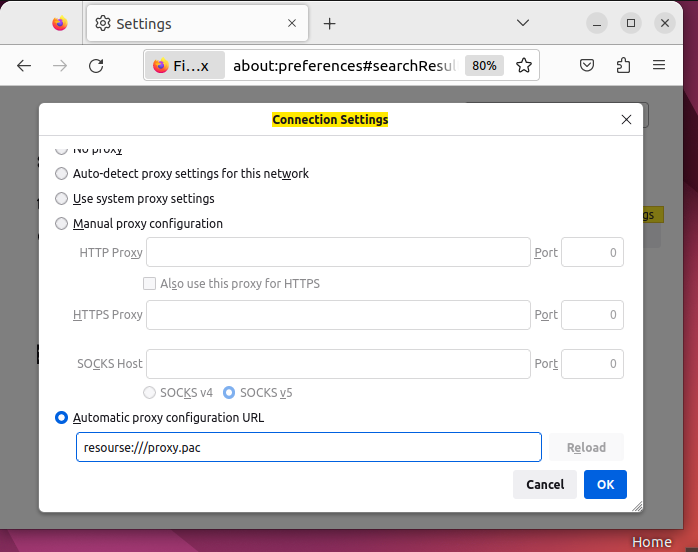 Settings
Fi…x about:preferences#searchResul 80%
Connection Settings
No proxy
Auto-detect proxy settings for this network
Use system proxy settings
gs
Manual proxy configuration
HTTP Proxy Port 0
Also use this proxy for HTTPS
HTTPS Proxy Port 0
SOCKS Host Port 0
SOCKS v4 SOCKS v5
Automatic proxy configuration URL
resourse:///proxy.pac Reload
Cancel OK
Home